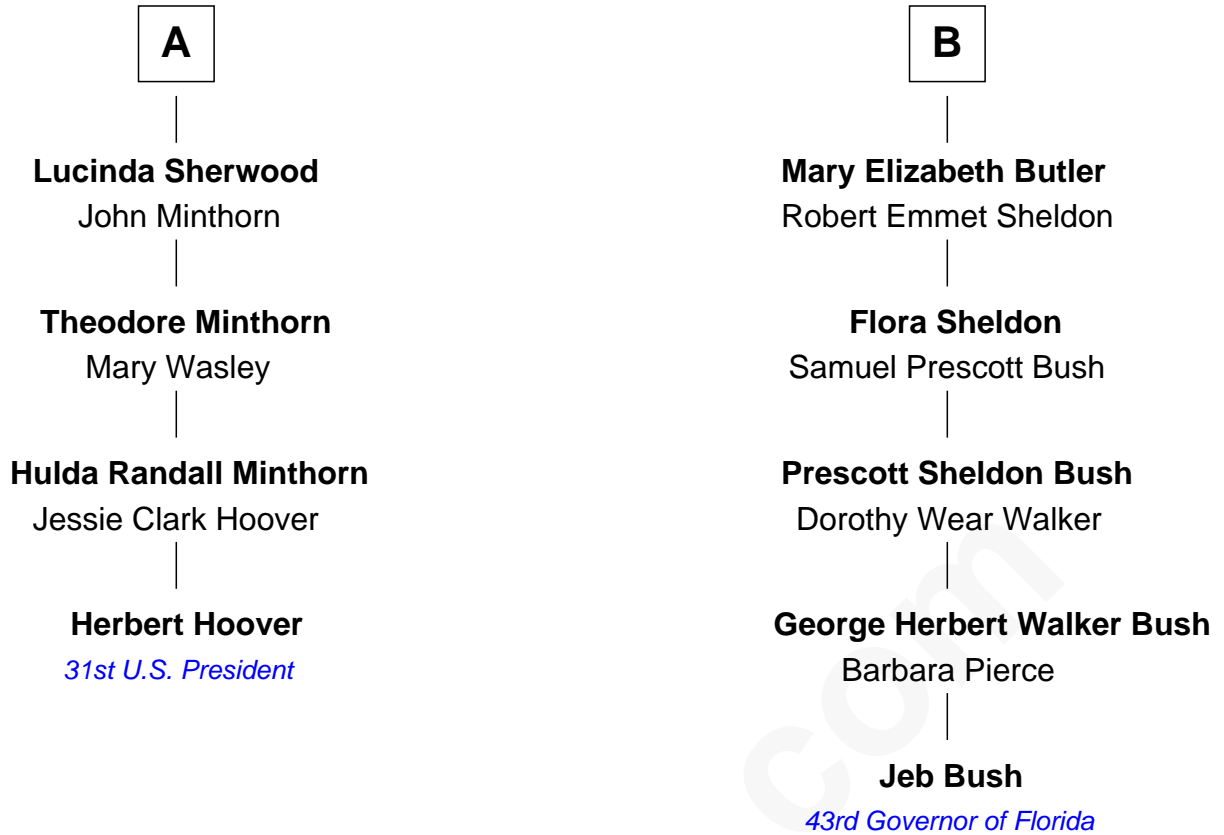 A
Lucinda Sherwood
John Minthorn
Theodore Minthorn
Mary Wasley
Hulda Randall Minthorn
Jessie Clark Hoover
Herbert Hoover
31st U.S. President
B
Mary Elizabeth Butler
Robert Emmet Sheldon
Flora Sheldon
Samuel Prescott Bush
Prescott Sheldon Bush
Dorothy Wear Walker
George Herbert Walker Bush
Barbara Pierce
Jeb Bush
43rd Governor of Florida
com